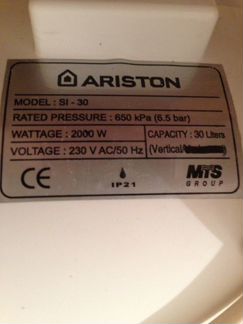 ARISTON
MODEL : SI - 30
RATED PRESSURE : 650 kPa (6.5 bar)
WATTAGE : 2000 W
CAPACITY : 30 Liters
VOLTAGE : 230 V AC/50 Hz
(Vertical
CE
IP21
MTS
GROUP